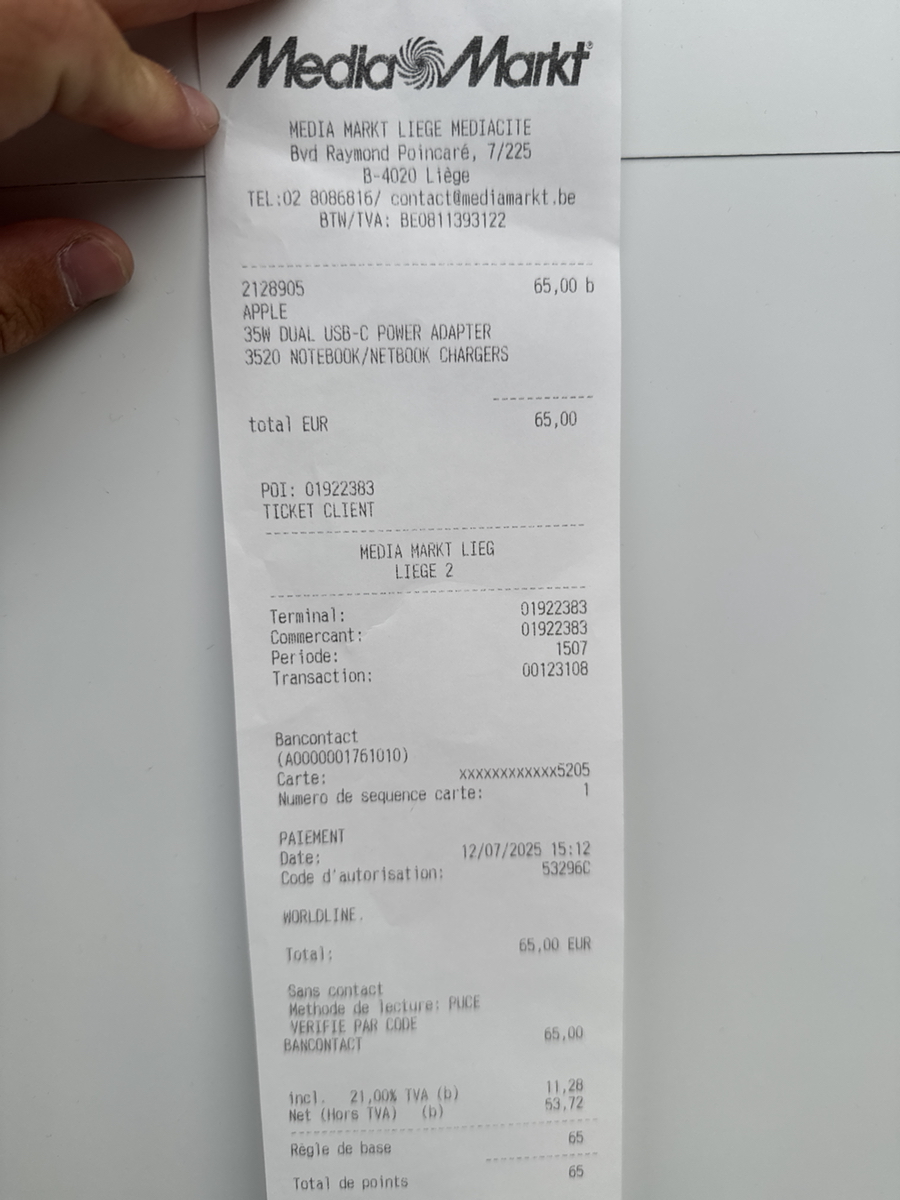 Media Markt
MEDIA MARKT LIEGE MEDIACITE
Bvd Raymond Poincaré, 7/225
B-4020 Liège
TEL:02 8086816/ contact@mediamarkt.be
BTW/TVA: BE0811393122
2128905 65,00 b
APPLE
35W DUAL USB-C POWER ADAPTER
3520 NOTEBOOK/NETBOOK CHARGERS
total EUR 65,00
POI: 01922383
TICKET CLIENT
MEDIA MARKT LIEG
LIEGE 2
Terminal: 01922383
Commercant: 01922383
Periode: 1507
Transaction: 00123108
Bancontact
(A0000001761010)
Carte: xxxxxxxxxxxx5205
Numero de sequence carte: 1
PAIEMENT
Date: 12/07/2025 15:12
Code d'autorisation: 53296C
WORLDLINE.
Total: 65,00 EUR
Sans contact
Methode de lecture: PUCE
VERIFIE PAR CODE
BANCONTACT 65,00
incl. 21,00% TVA (b) 11,28
Net (Hors TVA) (b) 53,72
Règle de base 65
Total de points 65